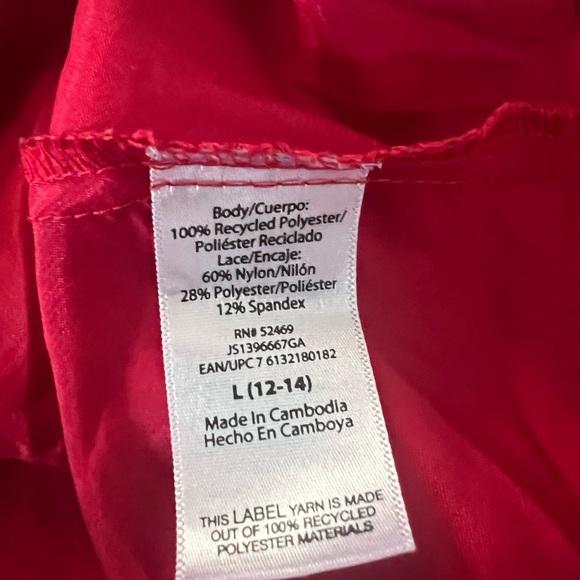 Body/Cuerpo:
100% Recycled Polyester/
Poliéster Reciclado
Lace/Encaje:
60% Nylon/Nilón
28% Polyester/Poliéster
12% Spandex
RN# 52469
JS1396667GA
EAN/UPC 7 6132180182
L (12-14)
Made In Cambodia
Hecho En Camboya
THIS LABEL YARN IS MADE
OUT OF 100% RECYCLED
POLYESTER MATERIALS